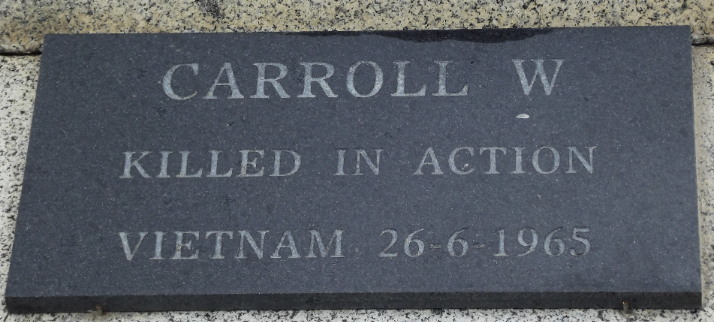 CARROLL W
KILLED IN ACTION
VIETNAM 26-6-1965